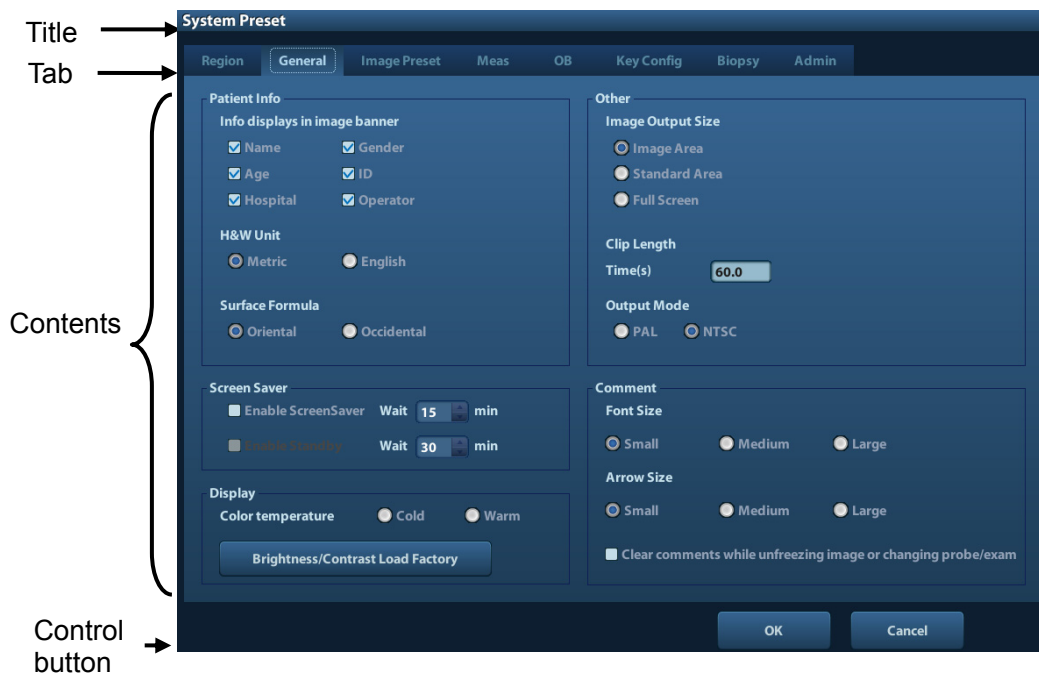 Title
System Preset
Tab
Region General Image Preset Meas OB Key Config Biopsy Admin
Contents
Patient Info
Info displays in image banner
Name Gender
Age ID
Hospital Operator
H&W Unit
Metric English
Surface Formula
Oriental Occidental
Other
Image Output Size
Image Area
Standard Area
Full Screen
Clip Length
Time(s) 60.0
Output Mode
PAL NTSC
Screen Saver
Enable ScreenSaver Wait 15 min
Enable Standby Wait 30 min
Display
Color temperature Cold Warm
Brightness/Contrast Load Factory
Comment
Font Size
Small Medium Large
Arrow Size
Small Medium Large
Clear comments while unfreezing image or changing probe/exam
Control
button
OK Cancel